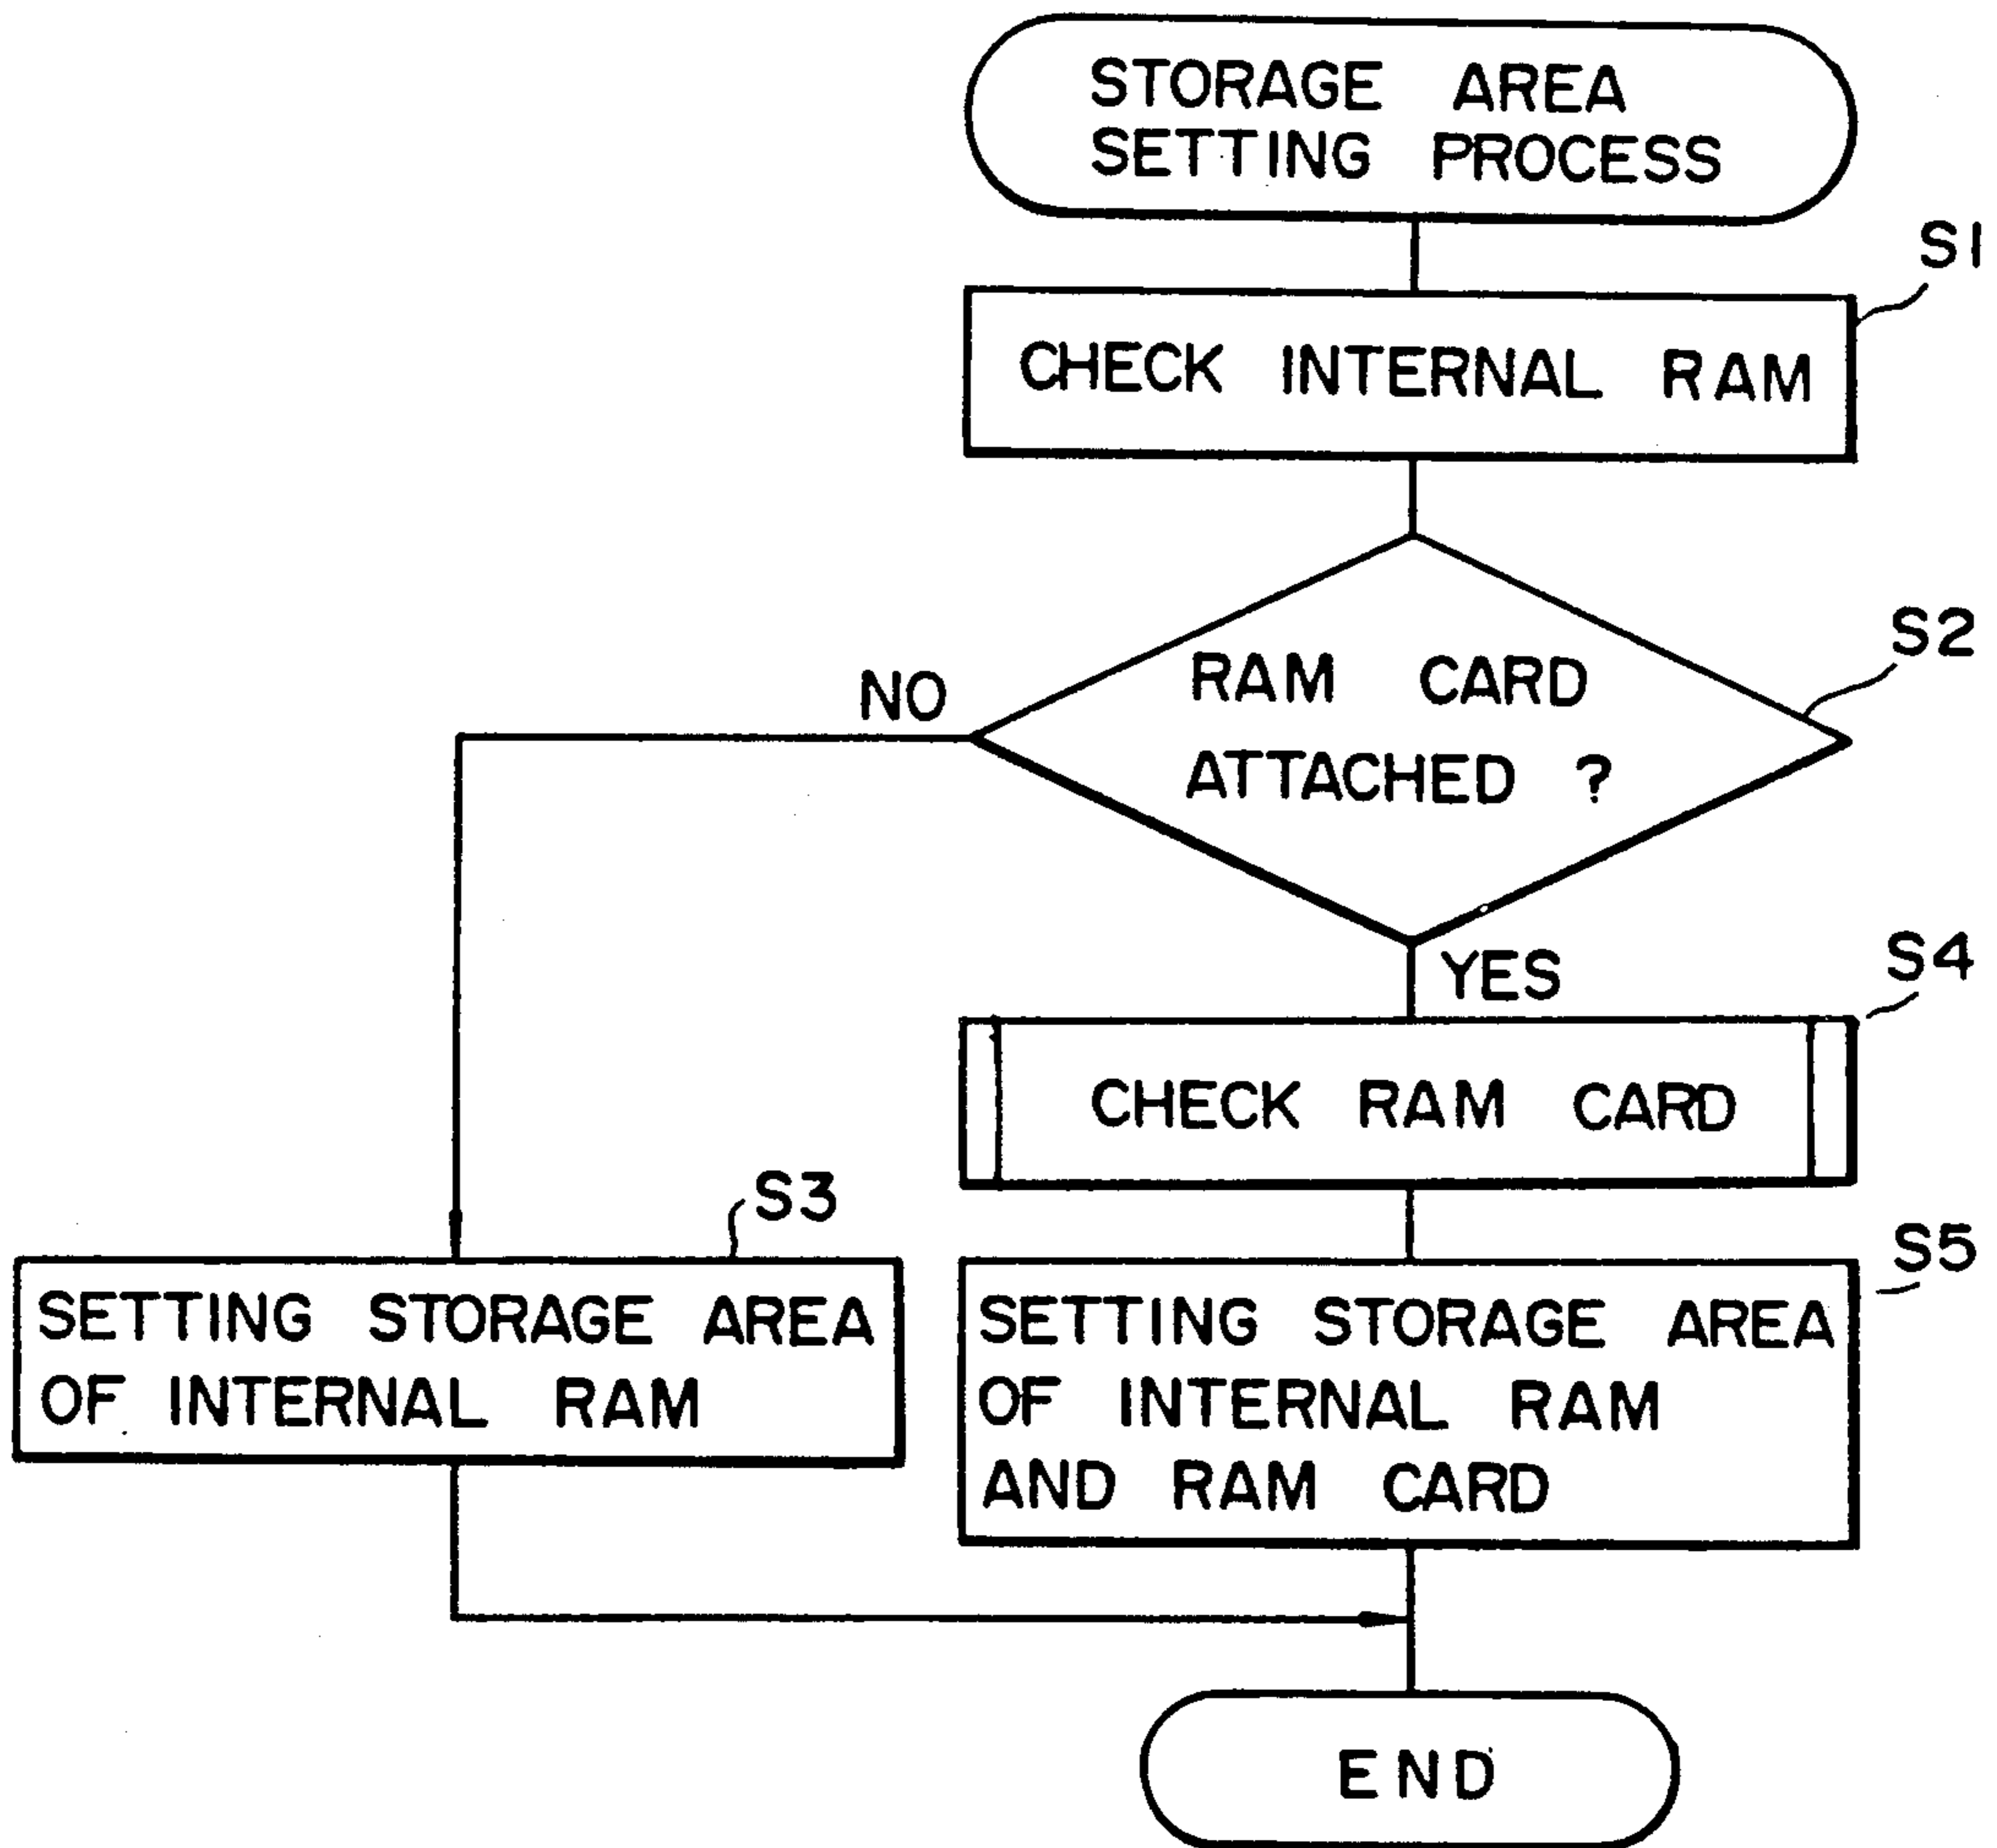 STORAGE AREA
SETTING PROCESS
S1
CHECK INTERNAL RAM
S2
RAM CARD
ATTACHED ?
NO
YES
S4
CHECK RAM CARD
S3
SETTING STORAGE AREA
OF INTERNAL RAM
S5
SETTING STORAGE AREA
OF INTERNAL RAM
AND RAM CARD
END